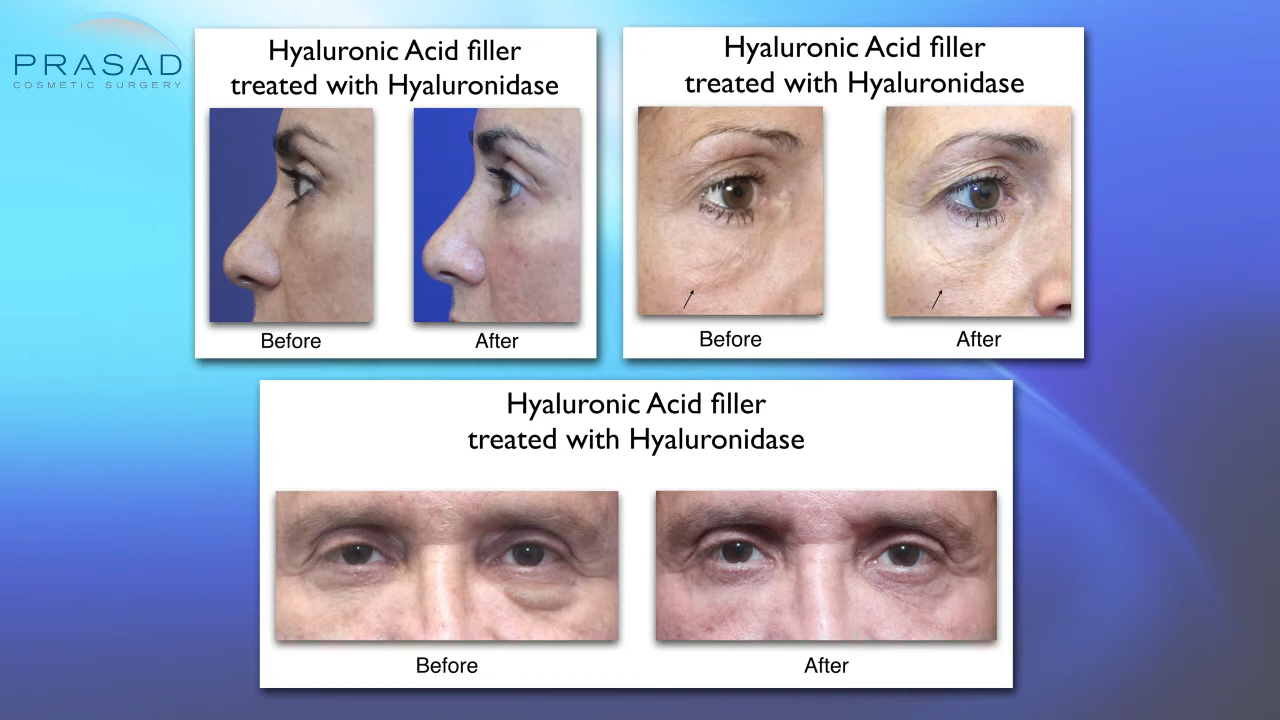 PRASAD
COSMETIC SURGERY
Hyaluronic Acid filler
treated with Hyaluronidase
Before
After
Hyaluronic Acid filler
treated with Hyaluronidase
Before
After
Hyaluronic Acid filler
treated with Hyaluronidase
Before
After